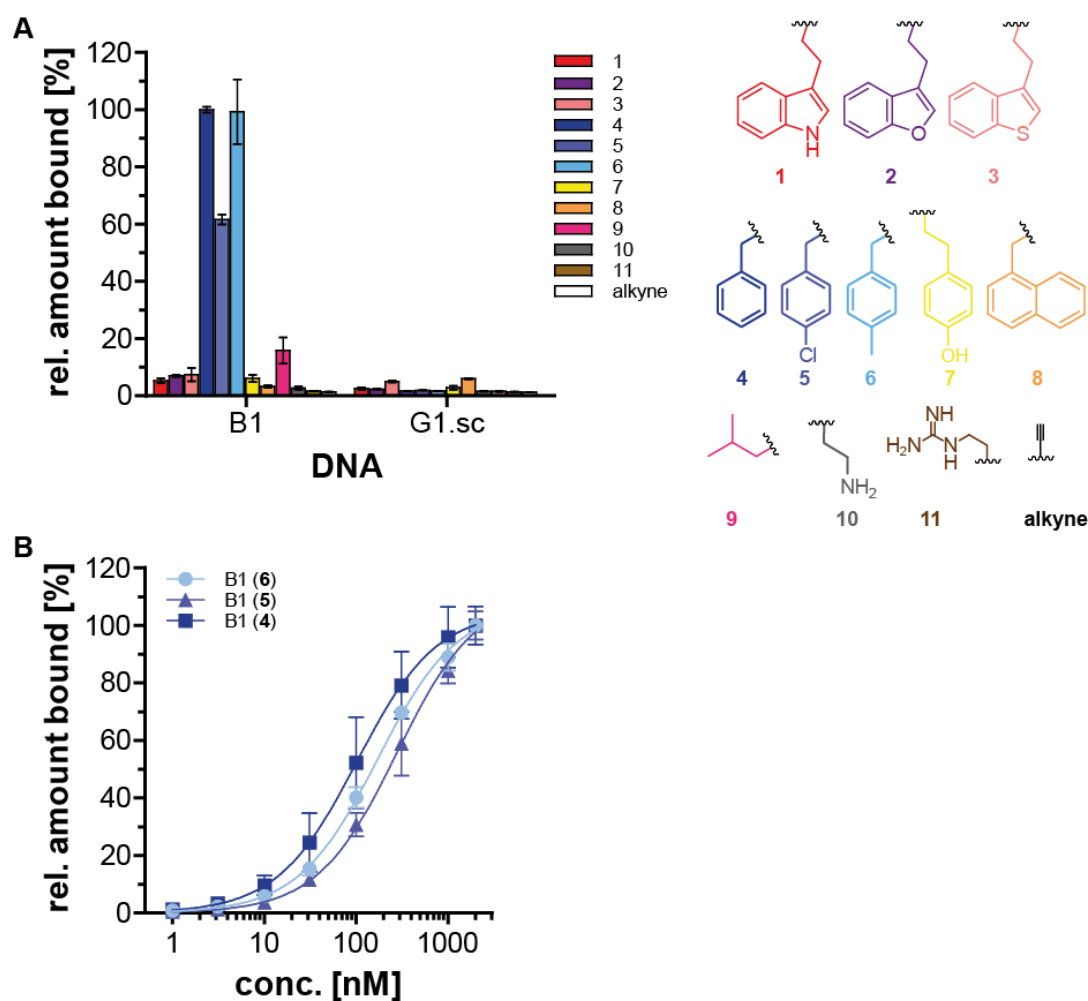 A
rel. amount bound [%]
120
100
80
60
40
20
0
B1
G1.sc
DNA
1
2
3
4
5
6
7
8
9
10
11
alkyne
N
H
O
S
1
2
3
Cl
OH
4
5
6
7
8
NH
H2N
N
H
NH2
9
10
11
alkyne
B
rel. amount bound [%]
120
100
80
60
40
20
0
B1 (6)
B1 (5)
B1 (4)
1
10
100
1000
conc. [nM]